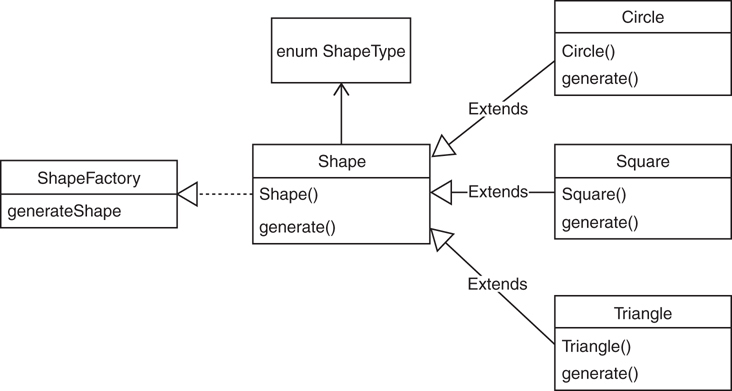 Circle
Circle()
generate()
enum ShapeType
Extends
Shape
Shape()
generate()
ShapeFactory
generateShape
Extends
Square
Square()
generate()
Extends
Triangle
Triangle()
generate()